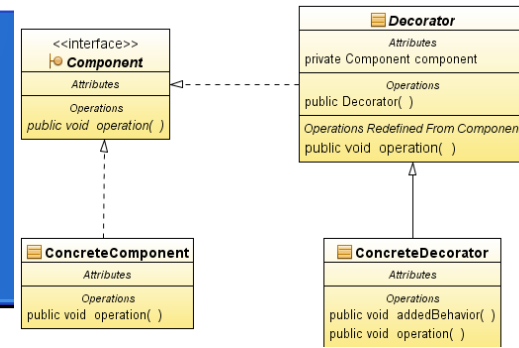 <<interface>>
Component
Attributes
Operations
public void operation( )
Decorator
Attributes
private Component component
Operations
public Decorator( )
Operations Redefined From Componen
public void operation( )
ConcreteComponent
Attributes
Operations
public void operation( )
ConcreteDecorator
Attributes
Operations
public void addedBehavior( )
public void operation( )